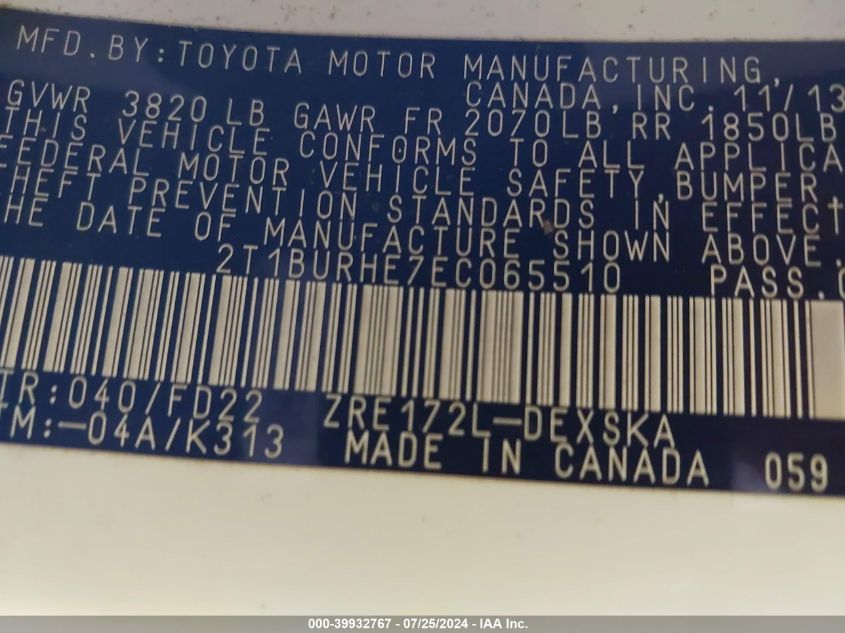 MFD.BY:TOYOTA MOTOR MANUFACTURING,
CANADA,INC. 11/13
GVWR 3820 LB GAWR FR 2070LB RR 1850LB
THIS VEHICLE CONFORMS TO ALL APPLICA
FEDERAL MOTOR VEHICLE SAFETY,BUMPER
THEFT PREVENTION STANDARDS IN EFFECT
THE DATE OF MANUFACTURE SHOWN ABOVE.
2T1BURHE7EC065510 PASS.C
TR:040/FD22 ZRE172L-DEXSKA
TM:-04A/K313 MADE IN CANADA 059
000-39932767 / 07/25/2024 - IAA Inc.